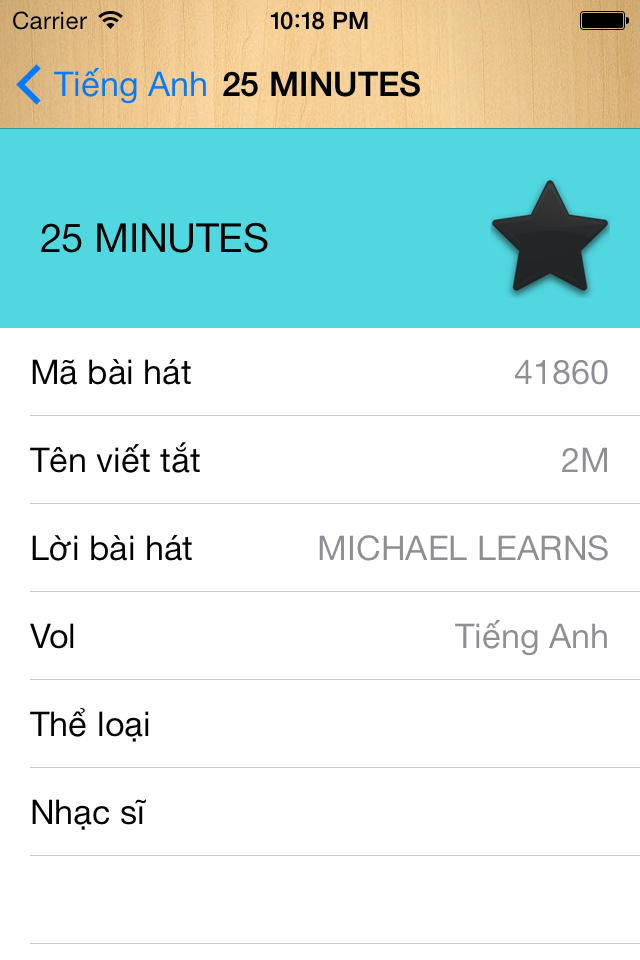 Carrier 10:18 PM
Tiếng Anh 25 MINUTES
25 MINUTES
Mã bài hát 41860
Tên viết tắt 2M
Lời bài hát MICHAEL LEARNS
Vol Tiếng Anh
Thể loại
Nhạc sĩ